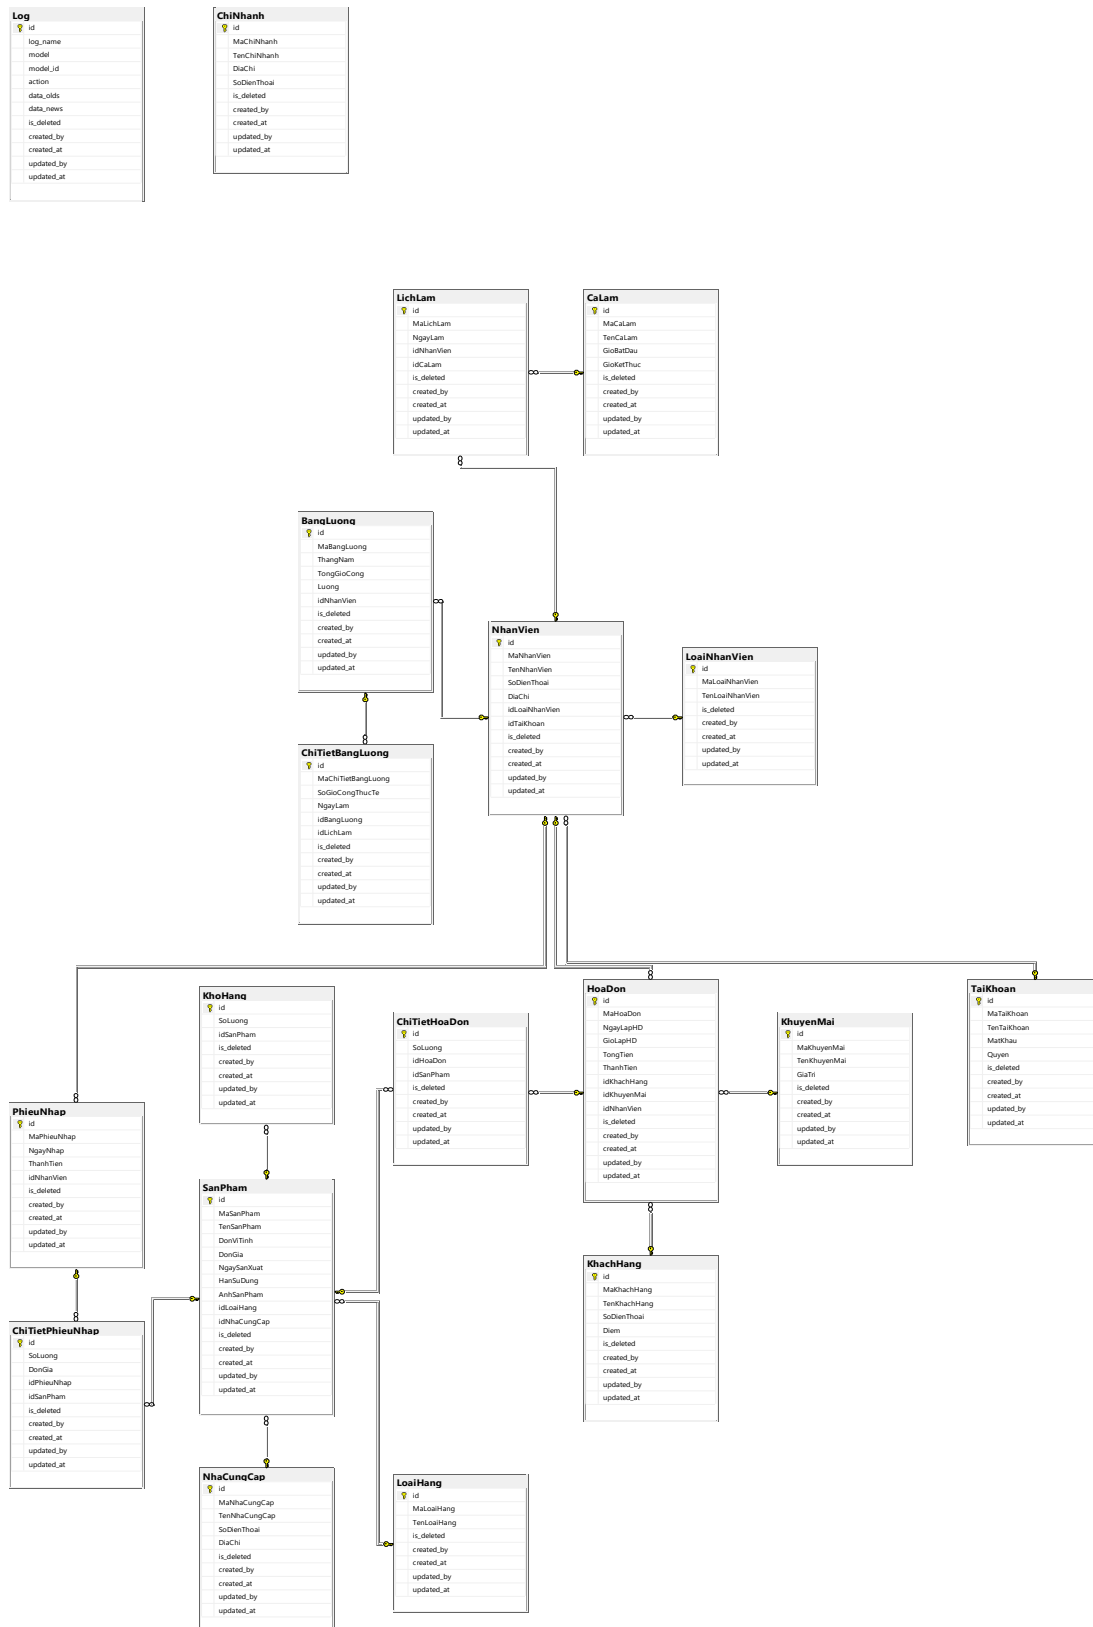 Log
id
log_name
model
model_id
action
data_olds
data_news
is_deleted
created_by
created_at
updated_by
updated_at
ChiNhanh
id
MaChiNhanh
TenChiNhanh
DiaChi
SoDienThoai
is_deleted
created_by
created_at
updated_by
updated_at
LichLam
id
MaLichLam
NgayLam
idNhanVien
idCaLam
is_deleted
created_by
created_at
updated_by
updated_at
CaLam
id
MaCaLam
TenCaLam
GioBatDau
GioKetThuc
is_deleted
created_by
created_at
updated_by
updated_at
BangLuong
id
MaBangLuong
ThangNam
TongGioCong
Luong
idNhanVien
is_deleted
created_by
created_at
updated_by
updated_at
NhanVien
id
MaNhanVien
TenNhanVien
SoDienThoai
DiaChi
idLoaiNhanVien
idTaiKhoan
is_deleted
created_by
created_at
updated_by
updated_at
LoaiNhanVien
id
MaLoaiNhanVien
TenLoaiNhanVien
is_deleted
created_by
created_at
updated_by
updated_at
ChiTietBangLuong
id
MaChiTietBangLuong
SoGioCongThucTe
NgayLam
idBangLuong
idLichLam
is_deleted
created_by
created_at
updated_by
updated_at
KhoHang
id
SoLuong
idSanPham
is_deleted
created_by
created_at
updated_by
updated_at
ChiTietHoaDon
id
SoLuong
idHoaDon
idSanPham
is_deleted
created_by
created_at
updated_by
updated_at
HoaDon
id
MaHoaDon
NgayLapHD
GioLapHD
TongTien
ThanhTien
idKhachHang
idKhuyenMai
idNhanVien
is_deleted
created_by
created_at
updated_by
updated_at
KhuyenMai
id
MaKhuyenMai
TenKhuyenMai
GiaTri
is_deleted
created_by
created_at
updated_by
updated_at
TaiKhoan
id
MaTaiKhoan
TenTaiKhoan
MatKhau
Quyen
is_deleted
created_by
created_at
updated_by
updated_at
PhieuNhap
id
MaPhieuNhap
NgayNhap
ThanhTien
idNhanVien
is_deleted
created_by
created_at
updated_by
updated_at
SanPham
id
MaSanPham
TenSanPham
DonViTinh
DonGia
NgaySanXuat
HanSuDung
AnhSanPham
idLoaiHang
idNhaCungCap
is_deleted
created_by
created_at
updated_by
updated_at
KhachHang
id
MaKhachHang
TenKhachHang
SoDienThoai
Diem
is_deleted
created_by
created_at
updated_by
updated_at
ChiTietPhieuNhap
id
SoLuong
DonGia
idPhieuNhap
idSanPham
is_deleted
created_by
created_at
updated_by
updated_at
NhaCungCap
id
MaNhaCungCap
TenNhaCungCap
SoDienThoai
DiaChi
is_deleted
created_by
created_at
updated_by
updated_at
LoaiHang
id
MaLoaiHang
TenLoaiHang
is_deleted
created_by
created_at
updated_by
updated_at